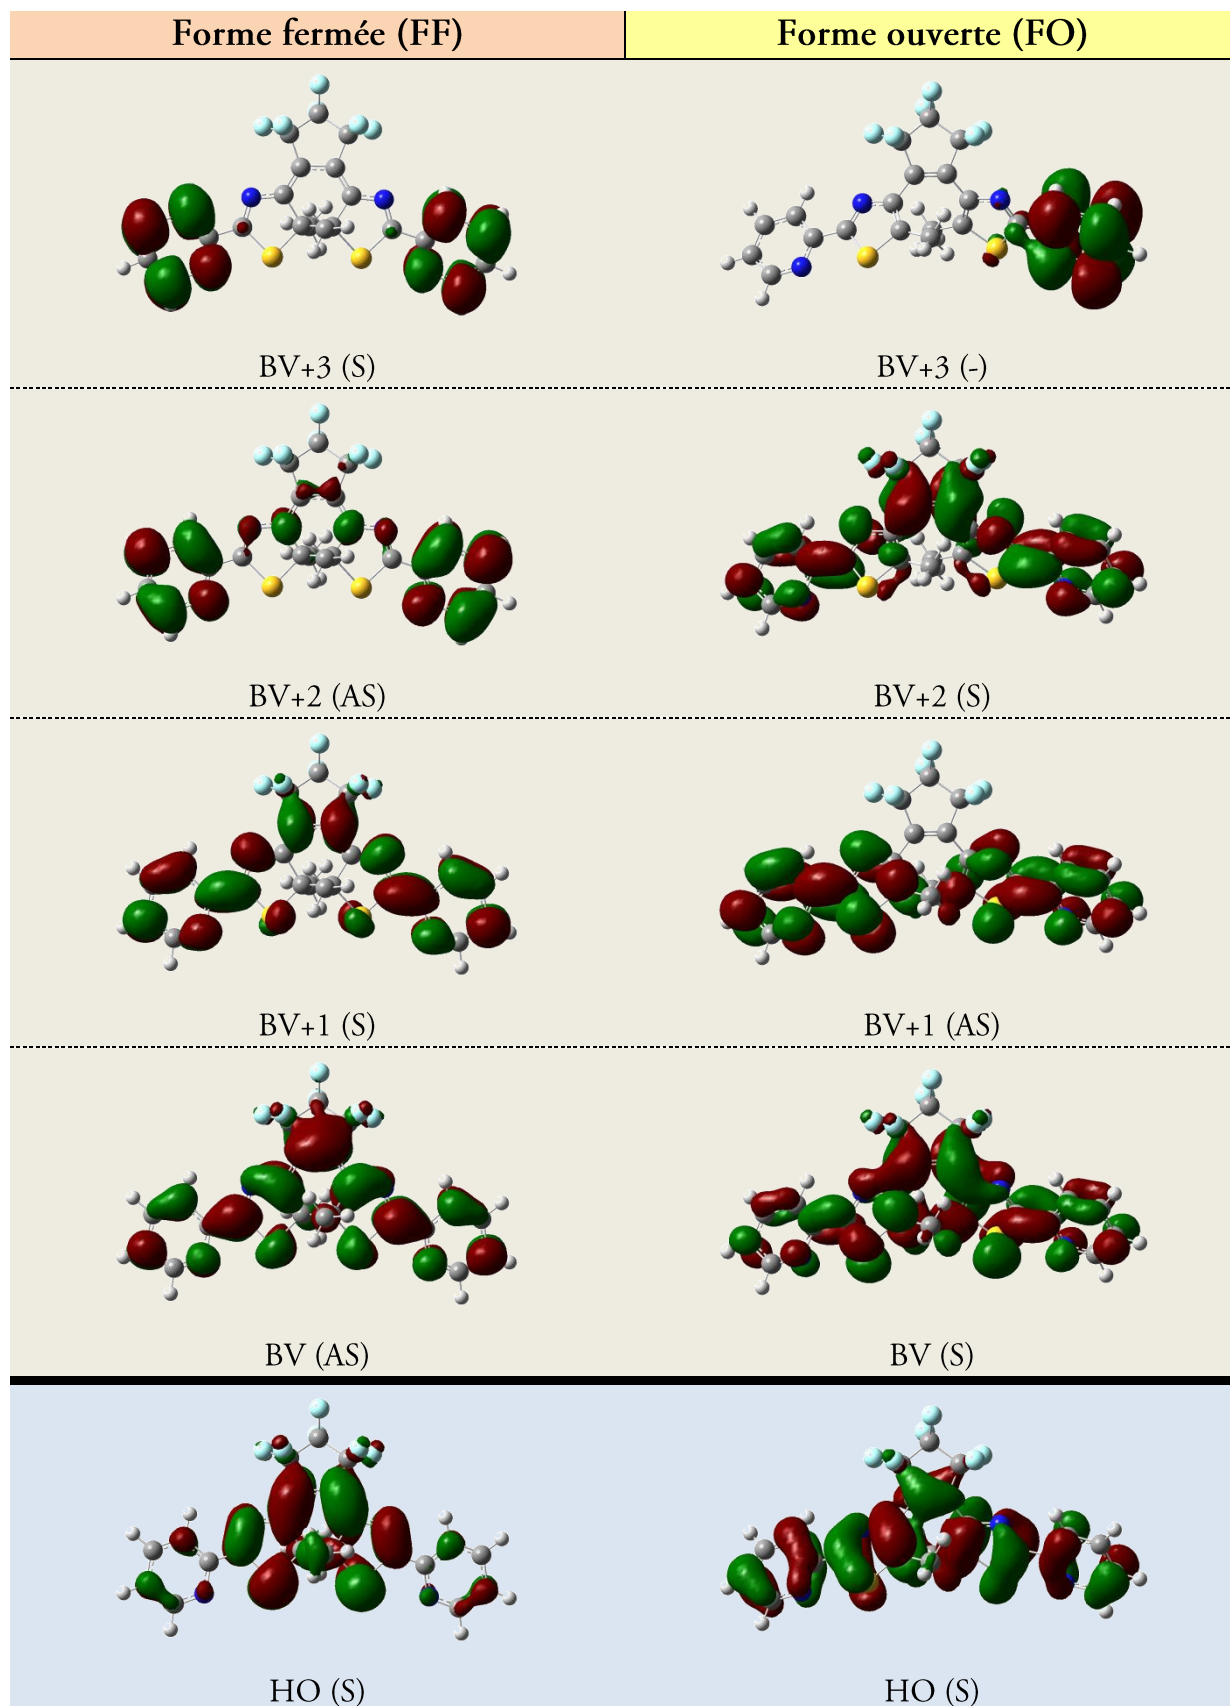 Forme fermée (FF)
Forme ouverte (FO)
BV+3 (S)
BV+3 (-)
BV+2 (AS)
BV+2 (S)
BV+1 (S)
BV+1 (AS)
BV (AS)
BV (S)
HO (S)
HO (S)